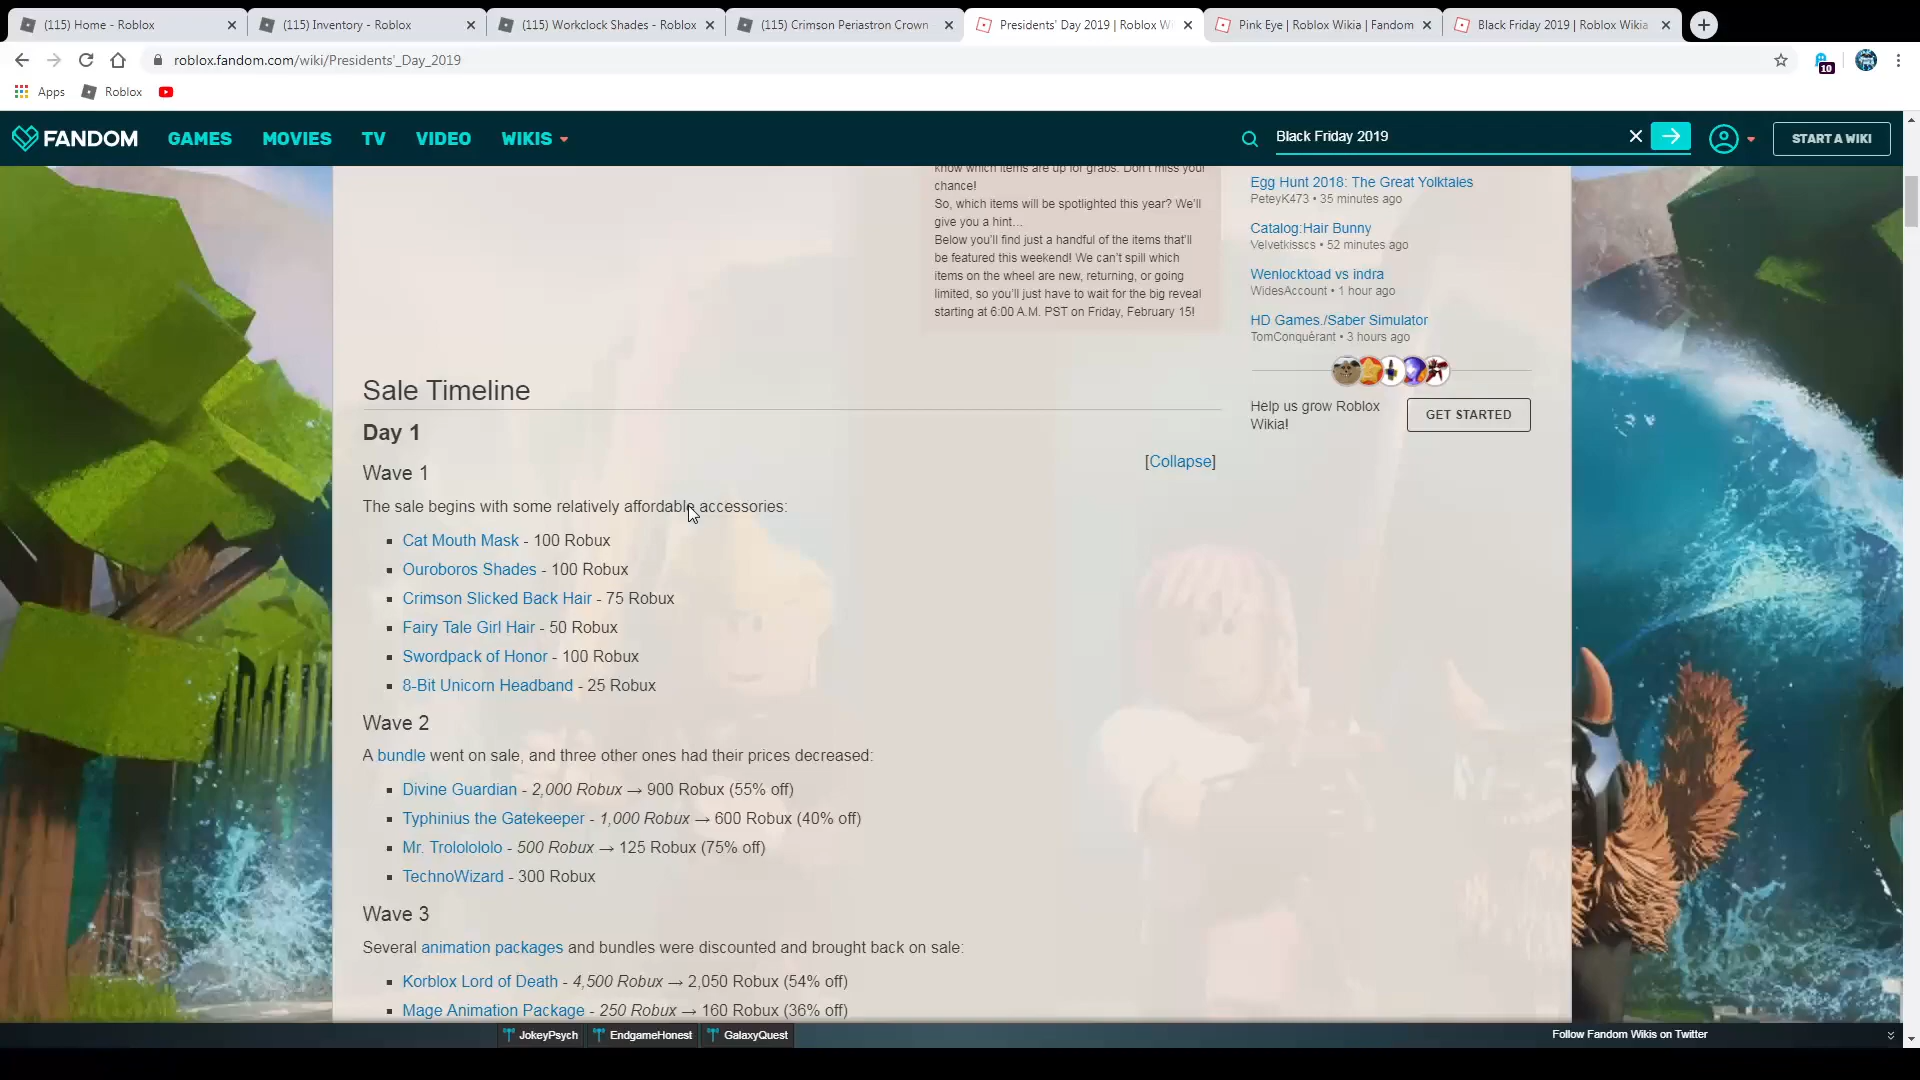 (115) Home - Roblox
(115) Inventory - Roblox
(115) Workclock Shades - Roblox
(115) Crimson Periastron Crown
Presidents' Day 2019 | Roblox W
Pink Eye | Roblox Wikia | Fandom
Black Friday 2019 | Roblox Wikia
roblox.fandom.com/wiki/Presidents'_Day_2019
10
Apps
Roblox
FANDOM
GAMES
MOVIES
TV
VIDEO
WIKIS
Black Friday 2019
START A WIKI
know which items are up for grabs. Don't miss your
chance!
So, which items will be spotlighted this year? We'll
give you a hint...
Below you'll find just a handful of the items that'll
be featured this weekend! We can't spill which
items on the wheel are new, returning, or going
limited, so you'll just have to wait for the big reveal
starting at 6:00 A.M. PST on Friday, February 15!
Egg Hunt 2018: The Great Yolktales
PeteyK473 • 35 minutes ago
Catalog:Hair Bunny
Velvetkisscs • 52 minutes ago
Wenlocktoad vs indra
WidesAccount • 1 hour ago
HD Games./Saber Simulator
TomConquérant • 3 hours ago
Help us grow Roblox
Wikia!
GET STARTED
Sale Timeline
Day 1
[Collapse]
Wave 1
The sale begins with some relatively affordable accessories:
Cat Mouth Mask - 100 Robux
Ouroboros Shades - 100 Robux
Crimson Slicked Back Hair - 75 Robux
Fairy Tale Girl Hair - 50 Robux
Swordpack of Honor - 100 Robux
8-Bit Unicorn Headband - 25 Robux
Wave 2
A bundle went on sale, and three other ones had their prices decreased:
Divine Guardian - 2,000 Robux → 900 Robux (55% off)
Typhinius the Gatekeeper - 1,000 Robux → 600 Robux (40% off)
Mr. Trolololo - 500 Robux → 125 Robux (75% off)
TechnoWizard - 300 Robux
Wave 3
Several animation packages and bundles were discounted and brought back on sale:
Korblox Lord of Death - 4,500 Robux → 2,050 Robux (54% off)
Mage Animation Package - 250 Robux → 160 Robux (36% off)
JokeyPsych
EndgameHonest
GalaxyQuest
Follow Fandom Wikis on Twitter